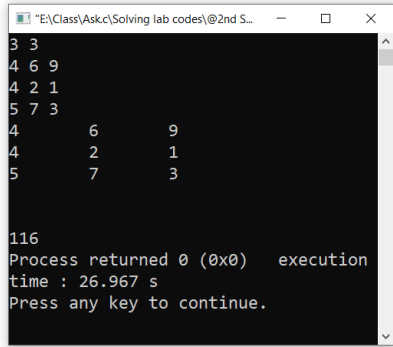 "E:\Class\Ask.c\Solving lab codes\@2nd S...
3 3
4 6 9
4 2 1
5 7 3
4 6 9
4 2 1
5 7 3
116
Process returned 0 (0x0) execution
time : 26.967 s
Press any key to continue.